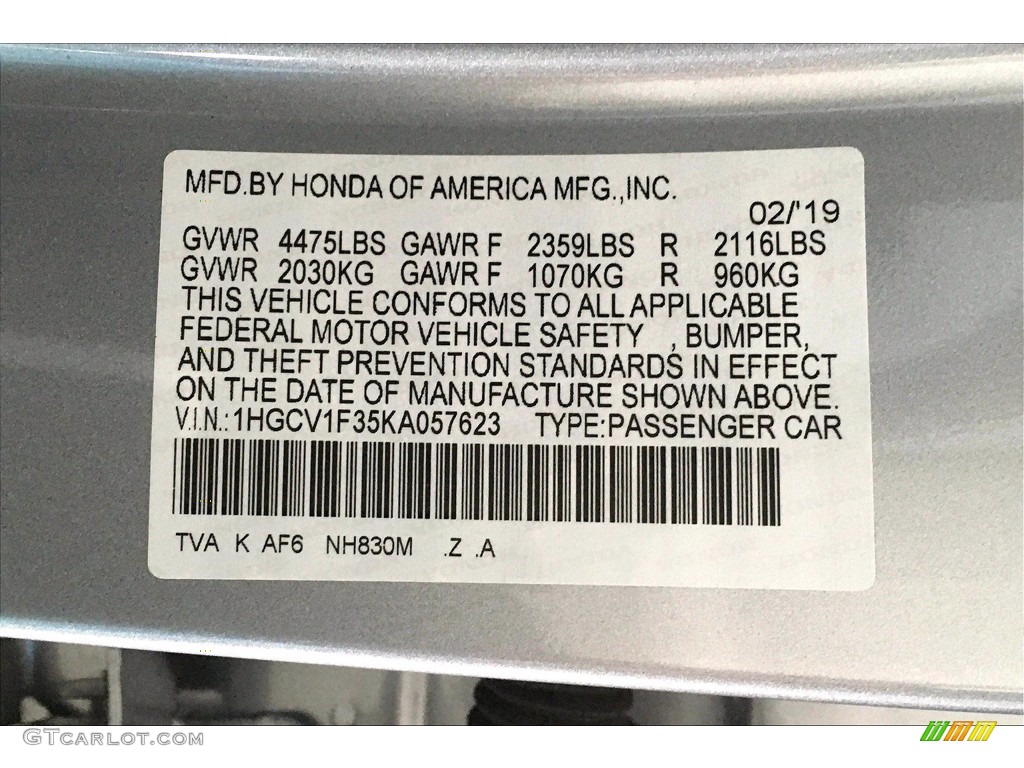 MFD.BY HONDA OF AMERICA MFG.,INC.
02/'19
GVWR 4475LBS GAWR F 2359LBS R 2116LBS
GVWR 2030KG GAWR F 1070KG R 960KG
THIS VEHICLE CONFORMS TO ALL APPLICABLE
FEDERAL MOTOR VEHICLE SAFETY , BUMPER,
AND THEFT PREVENTION STANDARDS IN EFFECT
ON THE DATE OF MANUFACTURE SHOWN ABOVE.
V.I.N.:1HGCV1F35KA057623 TYPE:PASSENGER CAR
TVA K AF6 NH830M .Z .A
GTCARLOT.COM